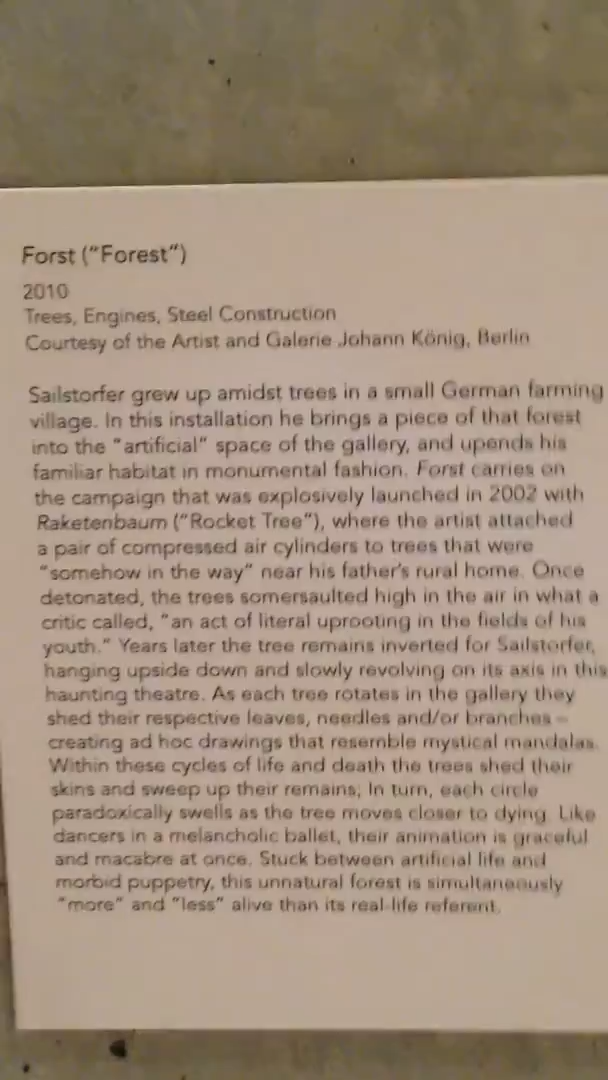 Forst ("Forest")
2010
Trees, Engines, Steel Construction
Courtesy of the Artist and Galerie Johann König, Berlin
Sailstorfer grew up amidst trees in a small German farming
village. In this installation he brings a piece of that forest
into the "artificial" space of the gallery, and upends his
familiar habitat in monumental fashion. Forst carries on
the campaign that was explosively launched in 2002 with
Raketenbaum ("Rocket Tree"), where the artist attached
a pair of compressed air cylinders to trees that were
"somehow in the way" near his father's rural home. Once
detonated, the trees somersaulted high in the air in what a
critic called, "an act of literal uprooting in the fields of his
youth." Years later the tree remains inverted for Sailstorfer,
hanging upside down and slowly revolving on its axis in this
haunting theatre. As each tree rotates in the gallery they
shed their respective leaves, needles and/or branches –
creating ad hoc drawings that resemble mystical mandalas.
Within these cycles of life and death the trees shed their
skins and sweep up their remains; In turn, each circle
paradoxically swells as the tree moves closer to dying. Like
dancers in a melancholic ballet, their animation is graceful
and macabre at once. Stuck between artificial life and
morbid puppetry, this unnatural forest is simultaneously
"more" and "less" alive than its real-life referent.